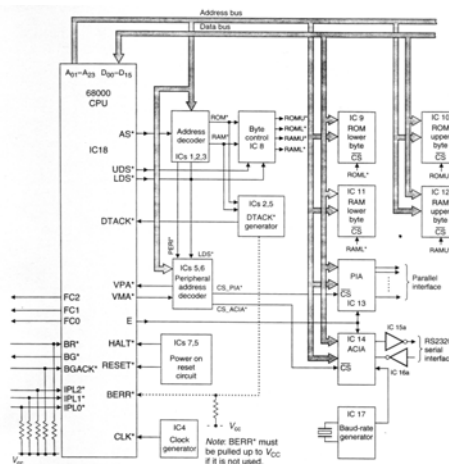 Address bus
Data bus
A01–A23 D00–D15
68000
CPU
IC18
AS*
UDS*
LDS*
DTACK*
VPA*
VMA*
E
HALT*
RESET*
BERR*
CLK*
FC2
FC1
FC0
BR*
BG*
BGACK*
IPL2*
IPL1*
IPL0*
Vcc
Address
decoder
ICs 1,2,3
ROM*
RAM*
Byte
control
IC 8
ROMU*
ROML*
RAMU*
RAML*
ICs 2,5
DTACK*
generator
PERI*
LDS*
ICs 5,6
Peripheral
address
decoder
CS_PIA*
CS_ACIA*
ICs 7,5
Power on
reset
circuit
IC4
Clock
generator
Vcc
Note: BERR* must
be pulled up to VCC
if it is not used.
IC 9
ROM
lower
byte
CS
ROML*
IC 10
ROM
upper
byte
CS
ROMU*
IC 11
RAM
lower
byte
CS
RAML*
IC 12
RAM
upper
byte
CS
RAMU*
PIA
CS
IC 13
Parallel
interface
IC 14
ACIA
CS
IC 15a
IC 16a
RS232
serial
interface
IC 17
Baud-rate
generator